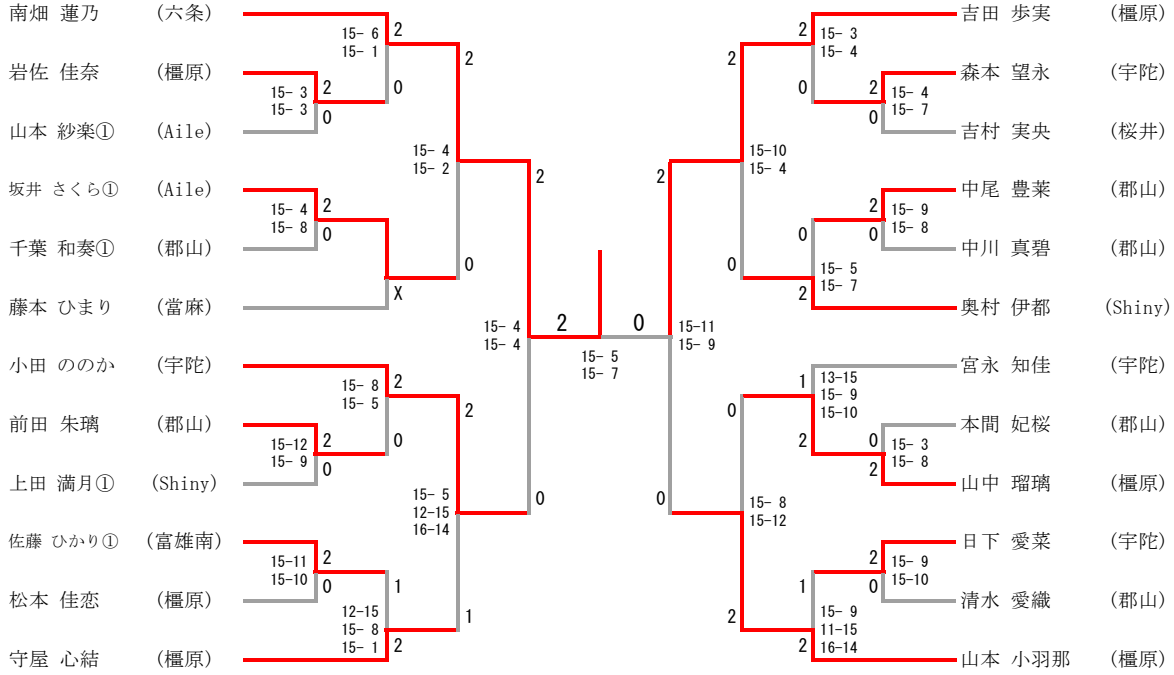 南畑 蓮乃 (六条)
岩佐 佳奈 (橿原)
山本 紗楽① (Aile)
坂井 さくら① (Aile)
千葉 和奏① (郡山)
藤本 ひまり (當麻)
小田 ののか (宇陀)
前田 朱璃 (郡山)
上田 満月① (Shiny)
佐藤 ひかり① (富雄南)
松本 佳恋 (橿原)
守屋 心結 (橿原)
15- 6 2
15- 1
0
15- 3 2
15- 3 0
15- 4 2
15- 8 0
X
2
15- 4
15- 2
0
15- 8 2
15- 5
0
15-12 2
15- 9 0
15-11 2
15-10 0
1
12-15
15- 8
15- 1 2
2
15- 5
12-15
16-14
1
2
15- 4
15- 4
0
2 0
15- 5
15- 7
2
15-11
15- 9
0
2
15-10
15- 4
0
0
15- 8
15-12
2
2 15- 3
15- 4
0
2 15- 4
0 15- 7
2 15- 9
0 15- 8
0
15- 5
15- 7
2
1 13-15
15- 9
15-10
2
0 15- 3
2 15- 8
2 15- 9
0 15-10
1
15- 9
11-15
16-14
2
吉田 歩実 (橿原)
森本 望永 (宇陀)
吉村 実央 (桜井)
中尾 豊葉 (郡山)
中川 真碧 (郡山)
奥村 伊都 (Shiny)
宮永 知佳 (宇陀)
本間 妃桜 (郡山)
山中 瑠璃 (橿原)
日下 愛菜 (宇陀)
清水 愛織 (郡山)
山本 小羽那 (橿原)